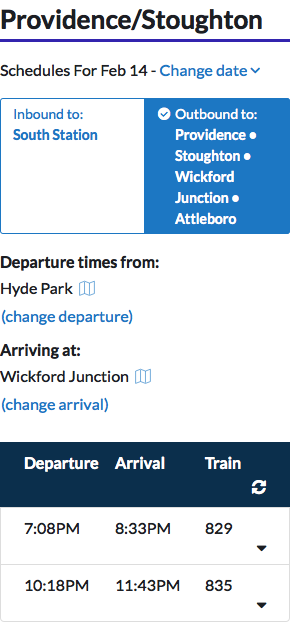 Providence/Stoughton
Schedules For Feb 14 - Change date
Inbound to:
South Station
Outbound to:
Providence •
Stoughton •
Wickford
Junction •
Attleboro
Departure times from:
Hyde Park
(change departure)
Arriving at:
Wickford Junction
(change arrival)
Departure Arrival Train
7:08PM 8:33PM 829
10:18PM 11:43PM 835